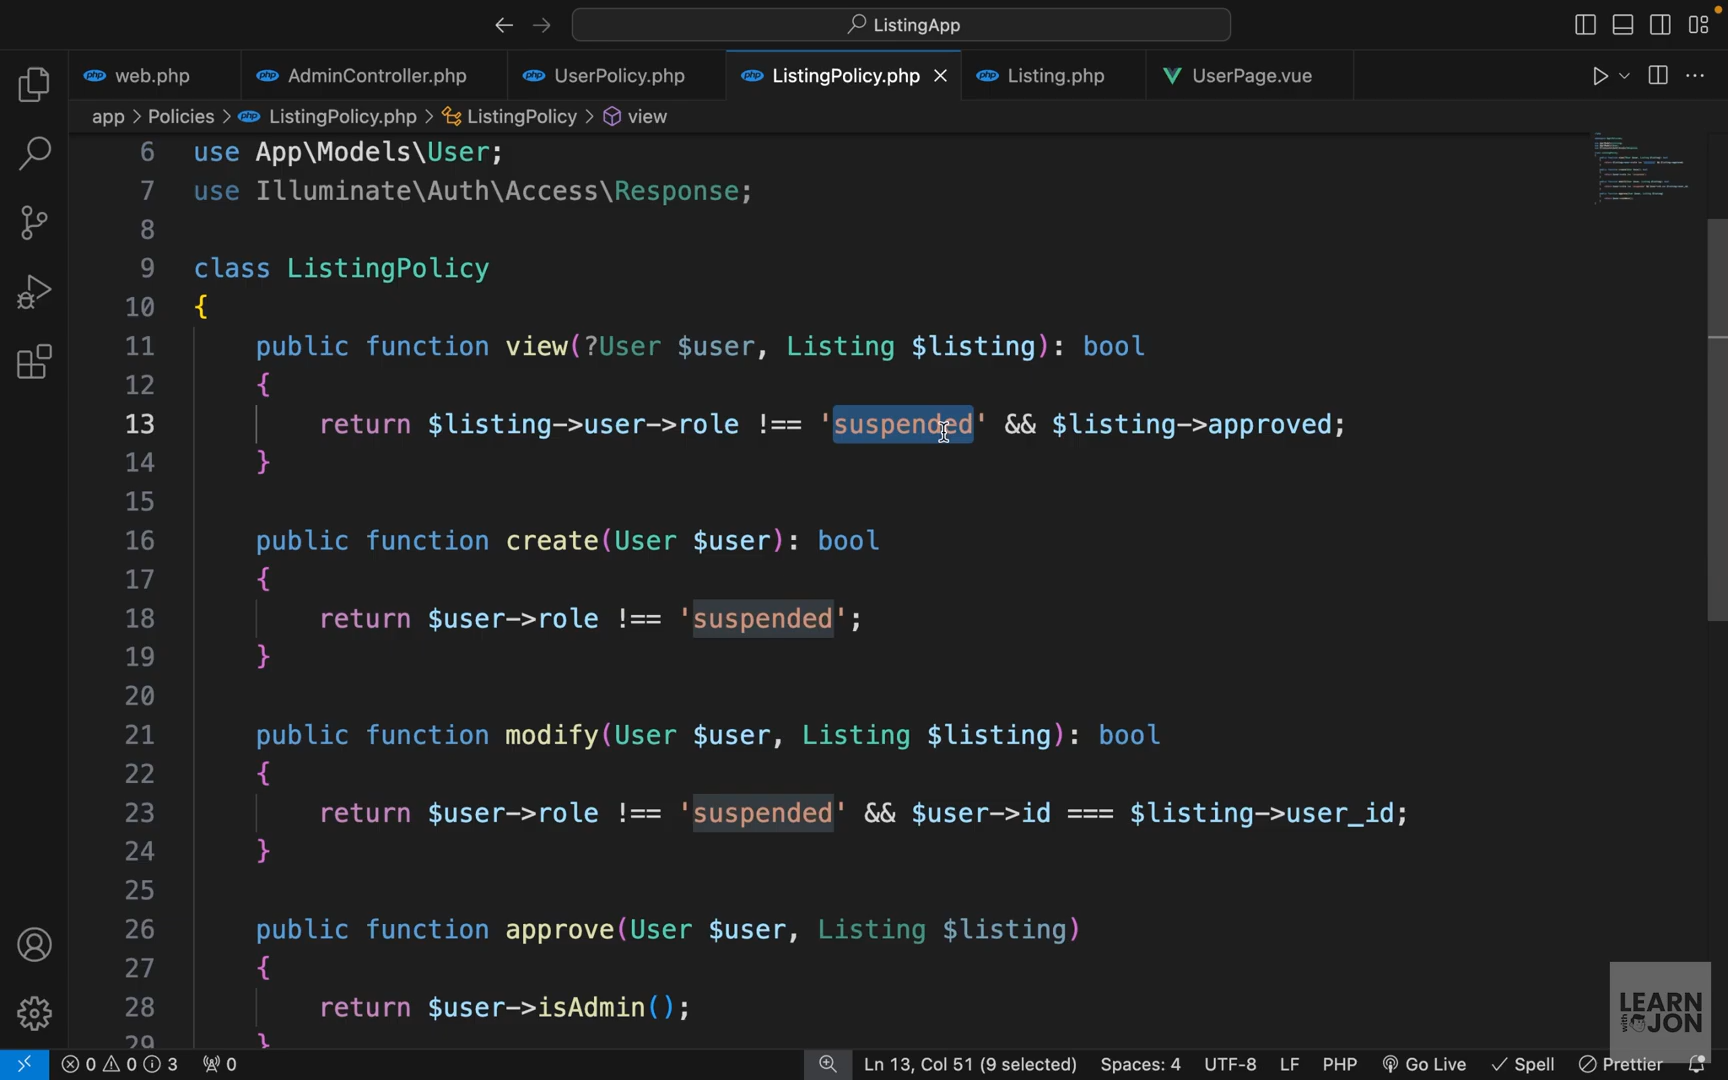 ListingApp
web.php AdminController.php UserPolicy.php ListingPolicy.php Listing.php UserPage.vue
app > Policies > ListingPolicy.php > ListingPolicy > view
6 use App\Models\User;
7 use Illuminate\Auth\Access\Response;
8
9 class ListingPolicy
10 {
11 public function view(?User $user, Listing $listing): bool
12 {
13 return $listing->user->role !== 'suspended' && $listing->approved;
14 }
15
16 public function create(User $user): bool
17 {
18 return $user->role !== 'suspended';
19 }
20
21 public function modify(User $user, Listing $listing): bool
22 {
23 return $user->role !== 'suspended' && $user->id === $listing->user_id;
24 }
25
26 public function approve(User $user, Listing $listing)
27 {
28 return $user->isAdmin();
29 }
LEARN
with JON
0 0 3 0 Ln 13, Col 51 (9 selected) Spaces: 4 UTF-8 LF PHP Go Live Spell Prettier